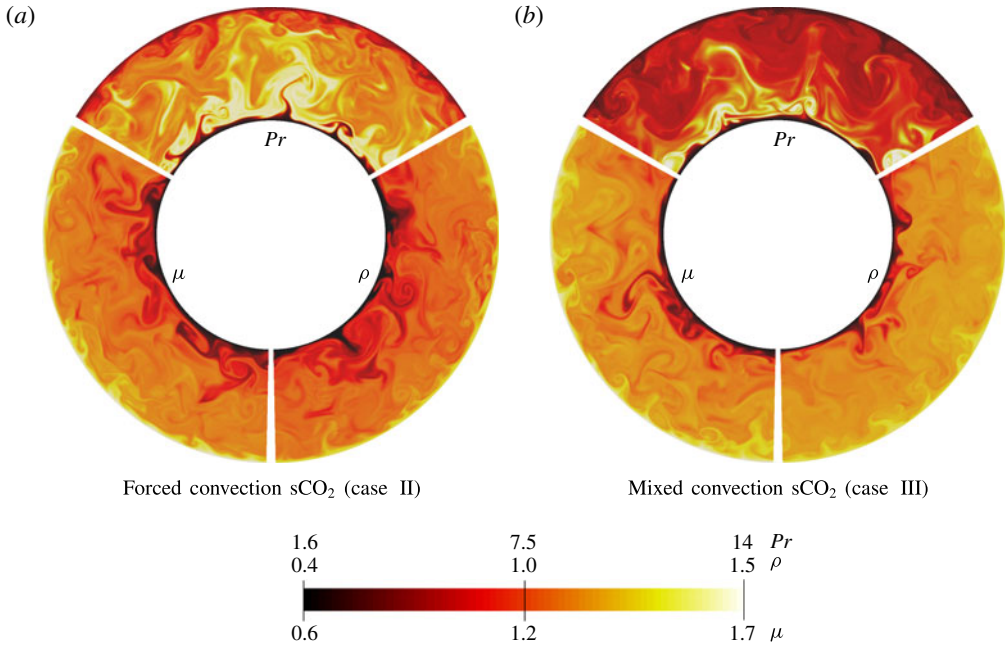 (a)
(b)
Pr
Pr
μ
ρ
μ
ρ
Forced convection sCO₂ (case II)
Mixed convection sCO₂ (case III)
1.6 7.5 14 Pr
0.4 1.0 1.5 ρ
0.6 1.2 1.7 μ